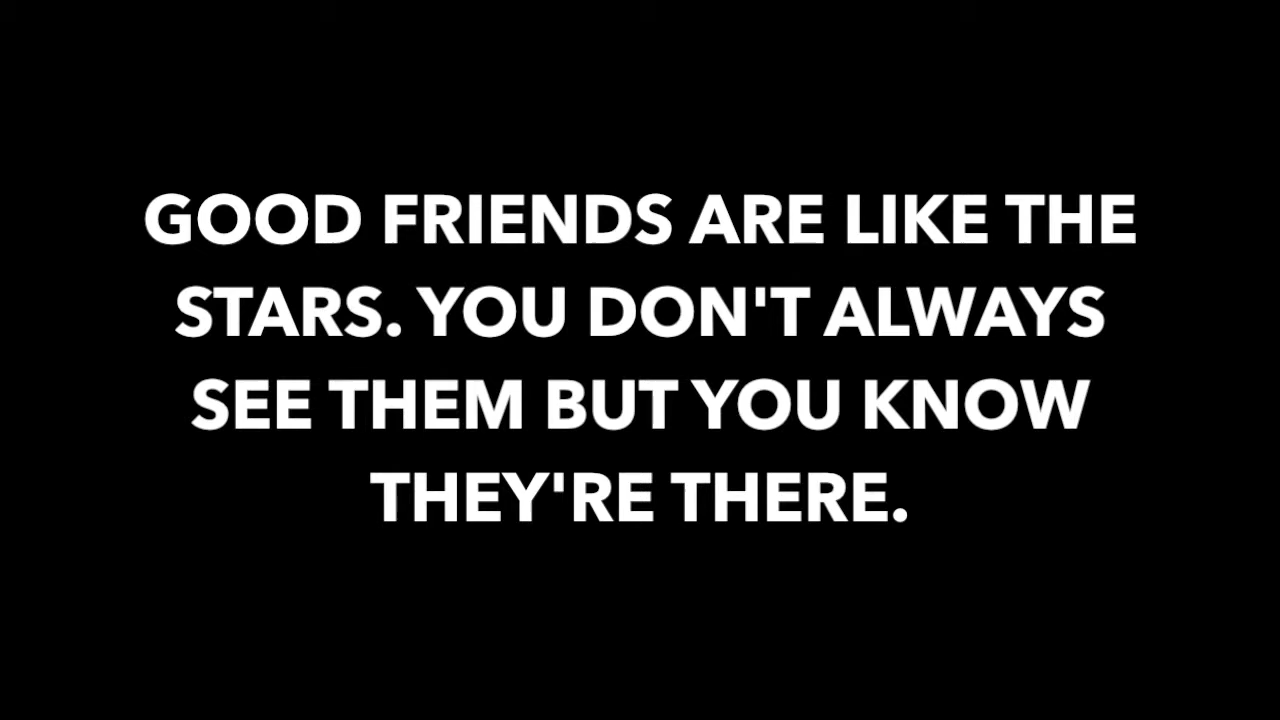 GOOD FRIENDS ARE LIKE THE
STARS. YOU DON'T ALWAYS
SEE THEM BUT YOU KNOW
THEY'RE THERE.